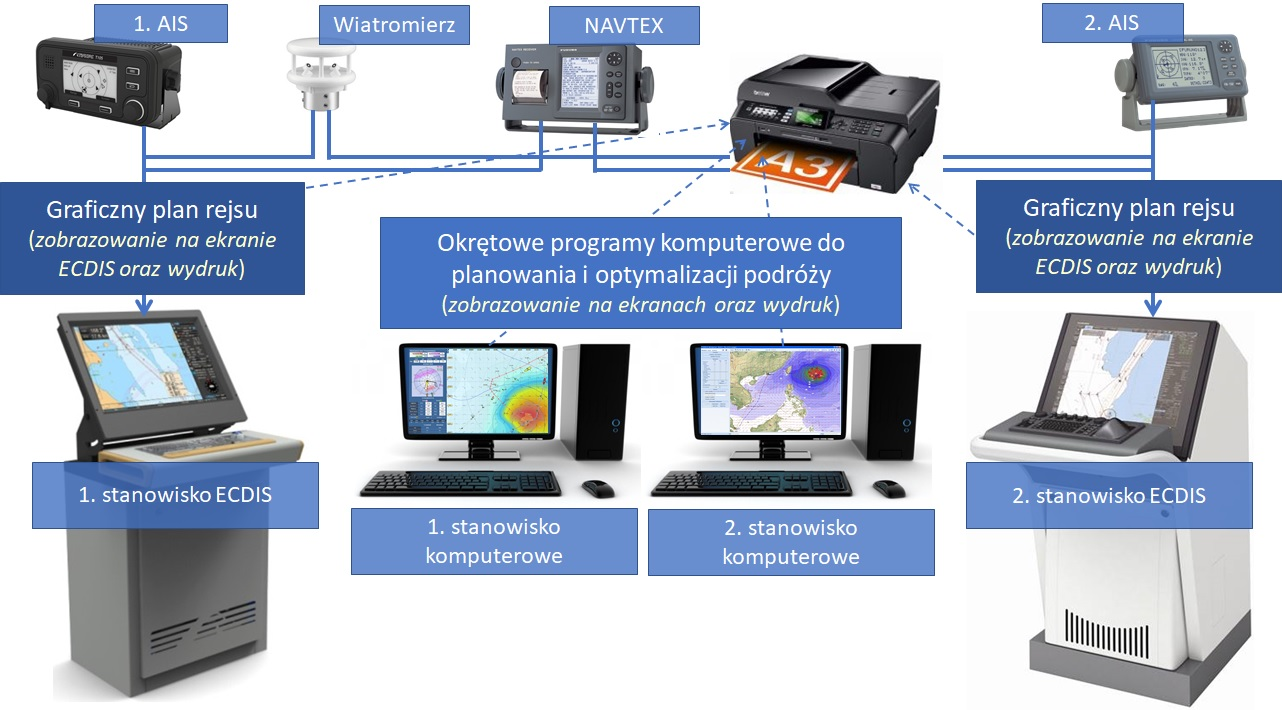 1. AIS
Wiatromierz
NAVTEX
2. AIS
A3
Graficzny plan rejsu
(zobrazowanie na ekranie
ECDIS oraz wydruk)
Okrętowe programy komputerowe do
planowania i optymalizacji podróży
(zobrazowanie na ekranach oraz wydruk)
Graficzny plan rejsu
(zobrazowanie na ekranie
ECDIS oraz wydruk)
1. stanowisko ECDIS
1. stanowisko
komputerowe
2. stanowisko
komputerowe
2. stanowisko ECDIS